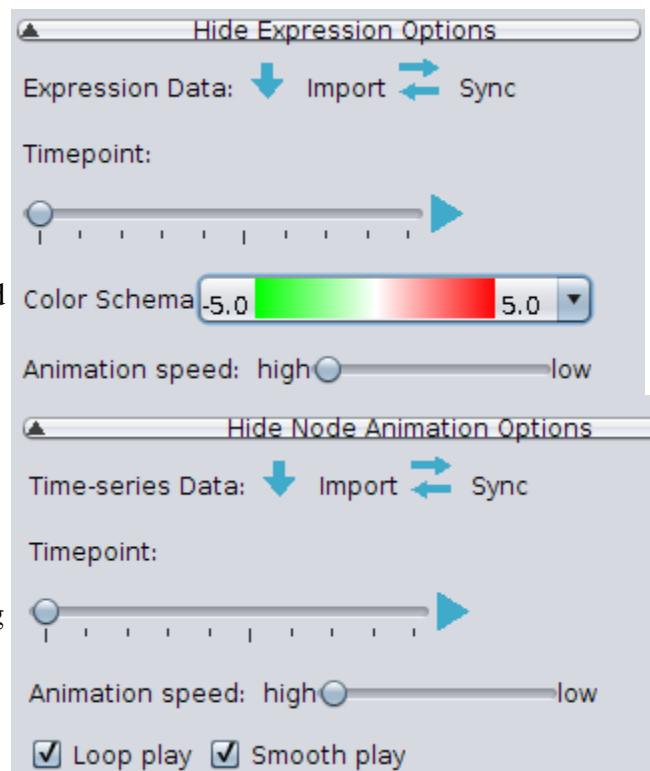 Hide Expression Options
Expression Data: Import Sync
Timepoint:
Color Schema -5.0 5.0
Animation speed: high low
Hide Node Animation Options
Time-series Data: Import Sync
Timepoint:
Animation speed: high low
Loop play Smooth play